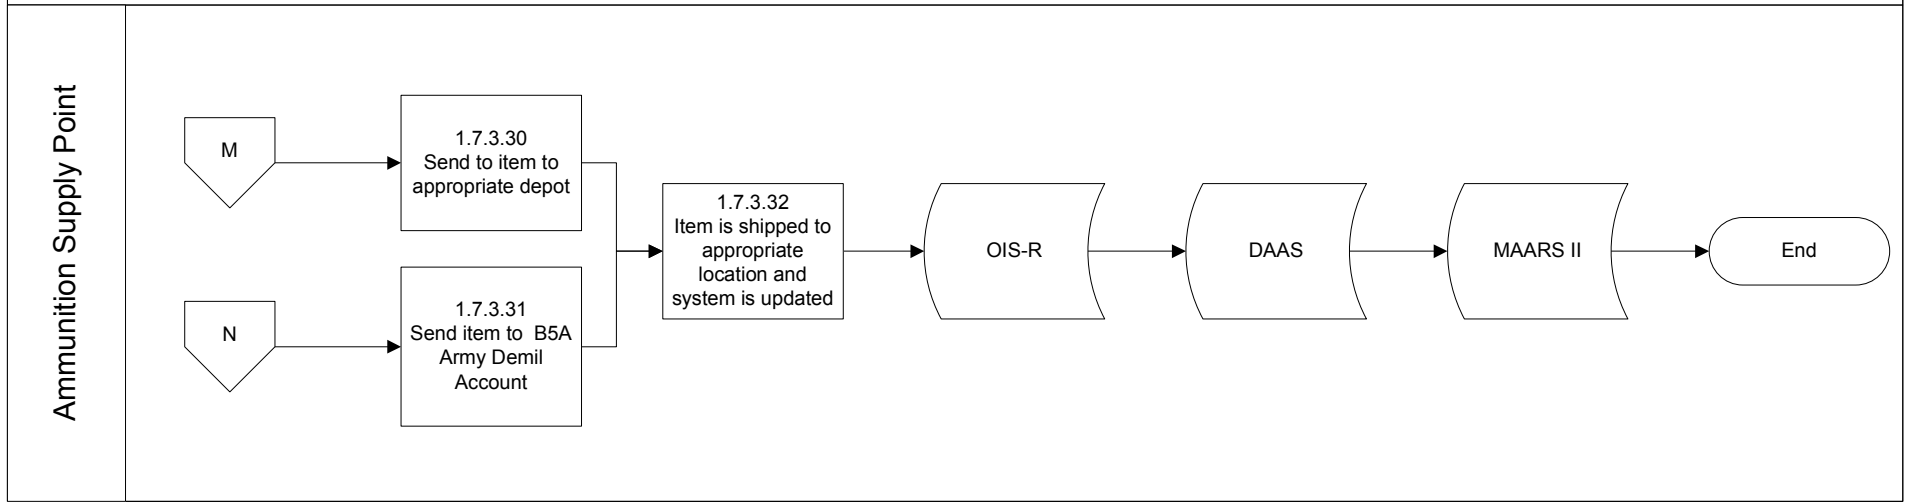 Ammunition Supply Point
M
1.7.3.30
Send to item to
appropriate depot
N
1.7.3.31
Send item to  B5A
Army Demil
Account
1.7.3.32
Item is shipped to
appropriate
location and
system is updated
OIS-R
DAAS
MAARS II
End